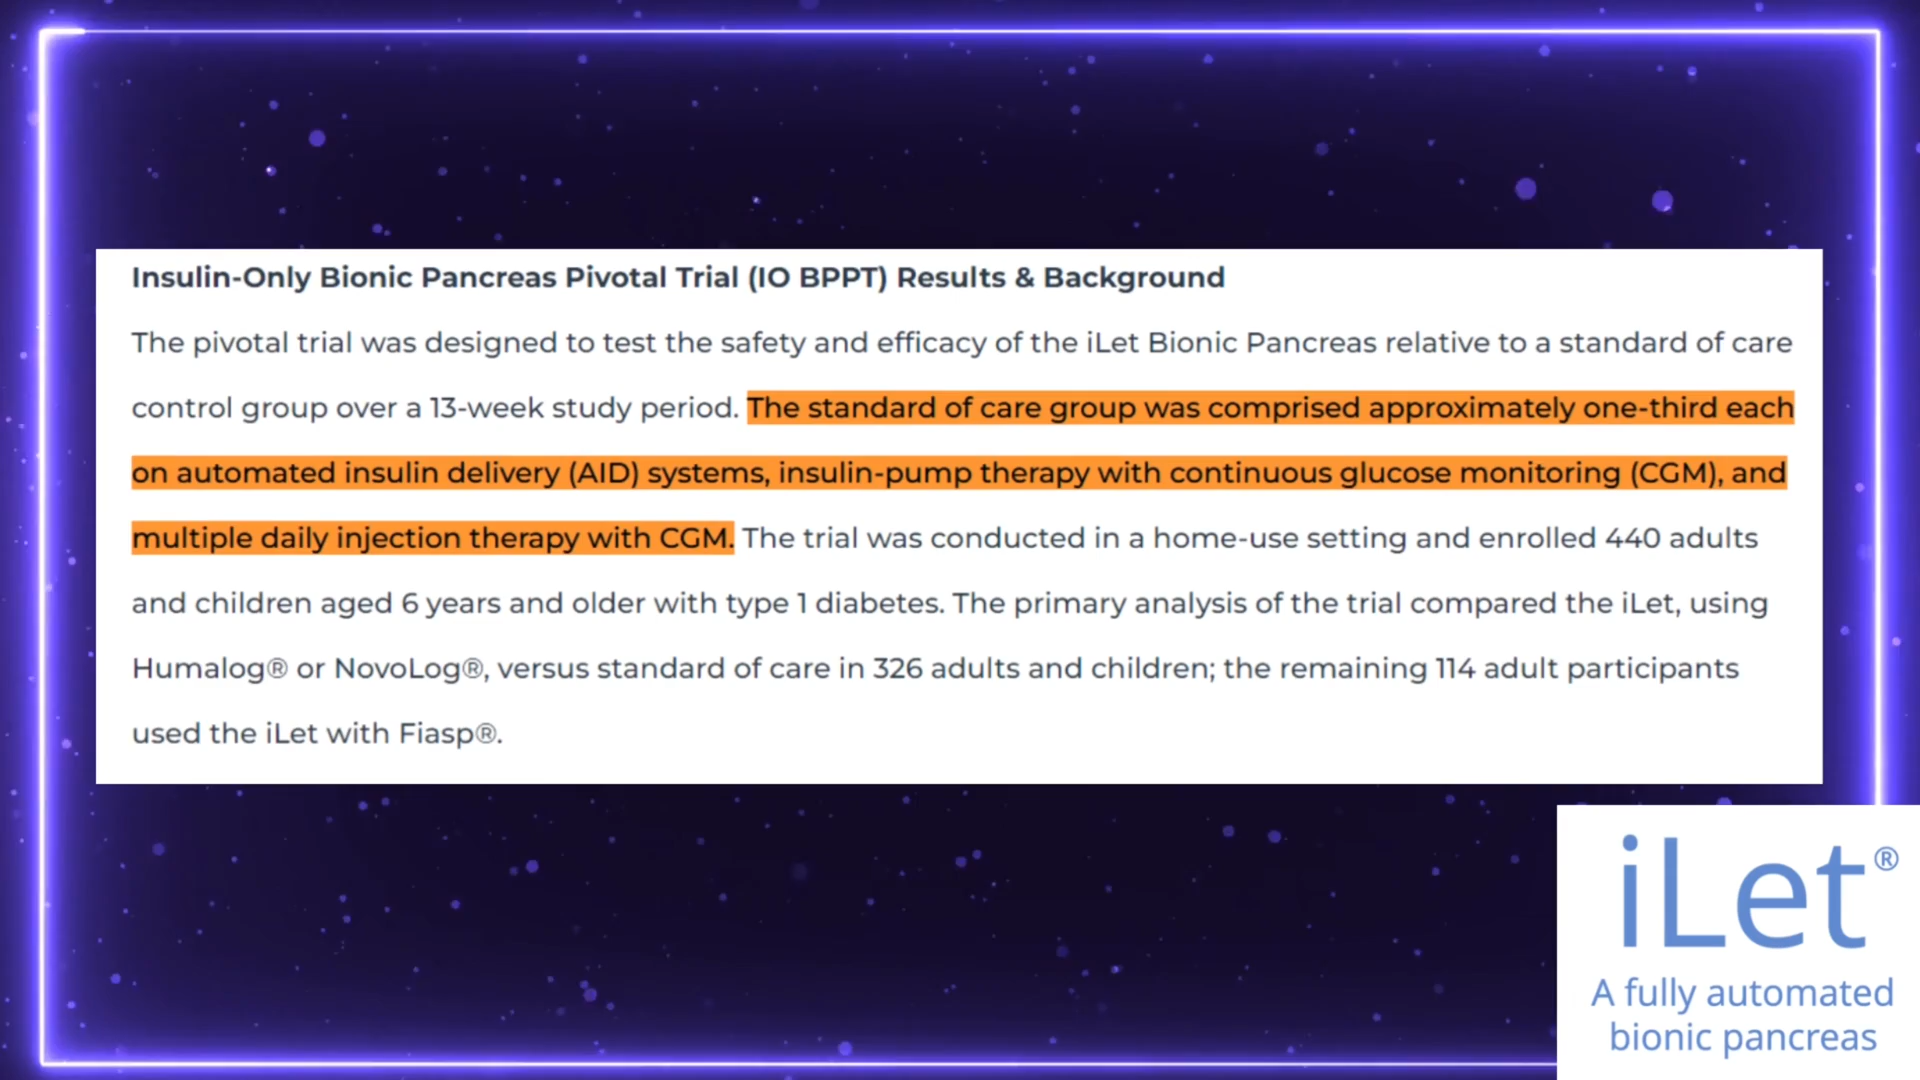 Insulin-Only Bionic Pancreas Pivotal Trial (IO BPPT) Results & Background
The pivotal trial was designed to test the safety and efficacy of the iLet Bionic Pancreas relative to a standard of care
control group over a 13-week study period. The standard of care group was comprised approximately one-third each
on automated insulin delivery (AID) systems, insulin-pump therapy with continuous glucose monitoring (CGM), and
multiple daily injection therapy with CGM. The trial was conducted in a home-use setting and enrolled 440 adults
and children aged 6 years and older with type 1 diabetes. The primary analysis of the trial compared the iLet, using
Humalog® or NovoLog®, versus standard of care in 326 adults and children; the remaining 114 adult participants
used the iLet with Fiasp®.
iLet®
A fully automated
bionic pancreas